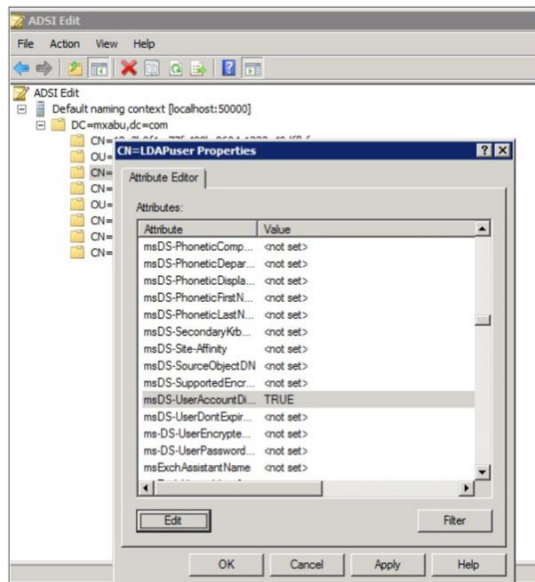 ADSI Edit
File Action View Help
ADSI Edit
Default naming context [localhost:50000]
DC=mxabu,dc=com
OU=
CN=
CN=
OU=
CN=
CN=
CN=
CN=LDAPuser Properties
Attribute Editor
Attributes:
Attribute Value
msDS-PhoneticComp... <not set>
msDS-PhoneticDepar... <not set>
msDS-PhoneticDispla... <not set>
msDS-PhoneticFirstN... <not set>
msDS-PhoneticLastN... <not set>
msDS-SecondaryKrb... <not set>
msDS-Site-Affinity <not set>
msDS-SourceObjectDN <not set>
msDS-SupportedEncr... <not set>
msDS-UserAccountDi... TRUE
msDS-UserDontExpir... <not set>
ms-DS-UserEncrypte... <not set>
ms-DS-UserPassword... <not set>
msExchAssistantName <not set>
Edit Filter
OK Cancel Apply Help